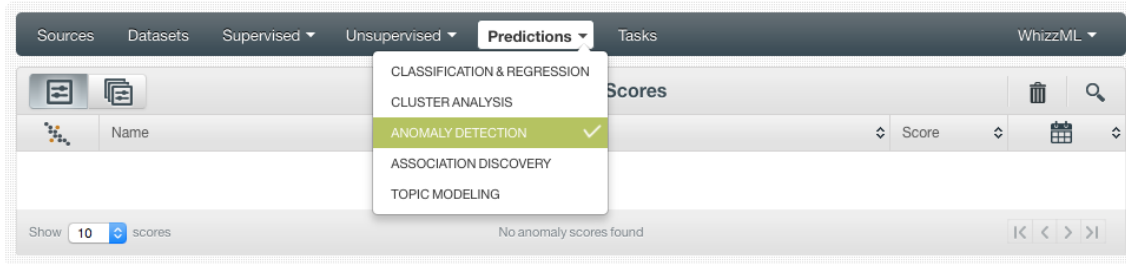 Sources Datasets Supervised Unsupervised Predictions Tasks WhizzML
CLASSIFICATION & REGRESSION
Scores
CLUSTER ANALYSIS
Name ANOMALY DETECTION Score
ASSOCIATION DISCOVERY
TOPIC MODELING
Show 10 scores No anomaly scores found